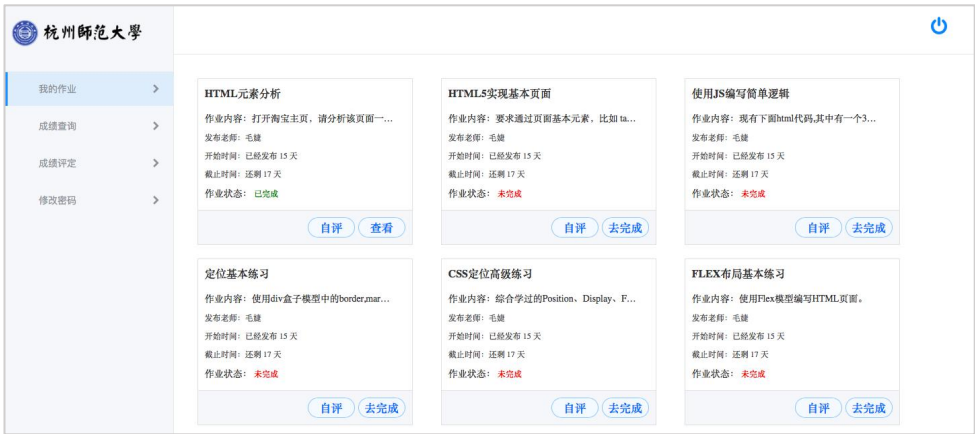 杭州師范大學
我的作业
成绩查询
成绩评定
修改密码
HTML元素分析
作业内容：打开淘宝主页，请分析该页面一...
发布老师：毛婕
开始时间：已经发布 15 天
截止时间：还剩 17 天
作业状态：已完成
自评 查看
HTML5实现基本页面
作业内容：要求通过页面基本元素，比如 ta...
发布老师：毛婕
开始时间：已经发布 15 天
截止时间：还剩 17 天
作业状态：未完成
自评 去完成
使用JS编写简单逻辑
作业内容：现有下面html代码,其中有一个3...
发布老师：毛婕
开始时间：已经发布 15 天
截止时间：还剩 17 天
作业状态：未完成
自评 去完成
定位基本练习
作业内容：使用div盒子模型中的border,mar...
发布老师：毛婕
开始时间：已经发布 15 天
截止时间：还剩 17 天
作业状态：未完成
自评 去完成
CSS定位高级练习
作业内容：综合学过的Position、Display、F...
发布老师：毛婕
开始时间：已经发布 15 天
截止时间：还剩 17 天
作业状态：未完成
自评 去完成
FLEX布局基本练习
作业内容：使用Flex模型编写HTML页面。
发布老师：毛婕
开始时间：已经发布 15 天
截止时间：还剩 17 天
作业状态：未完成
自评 去完成